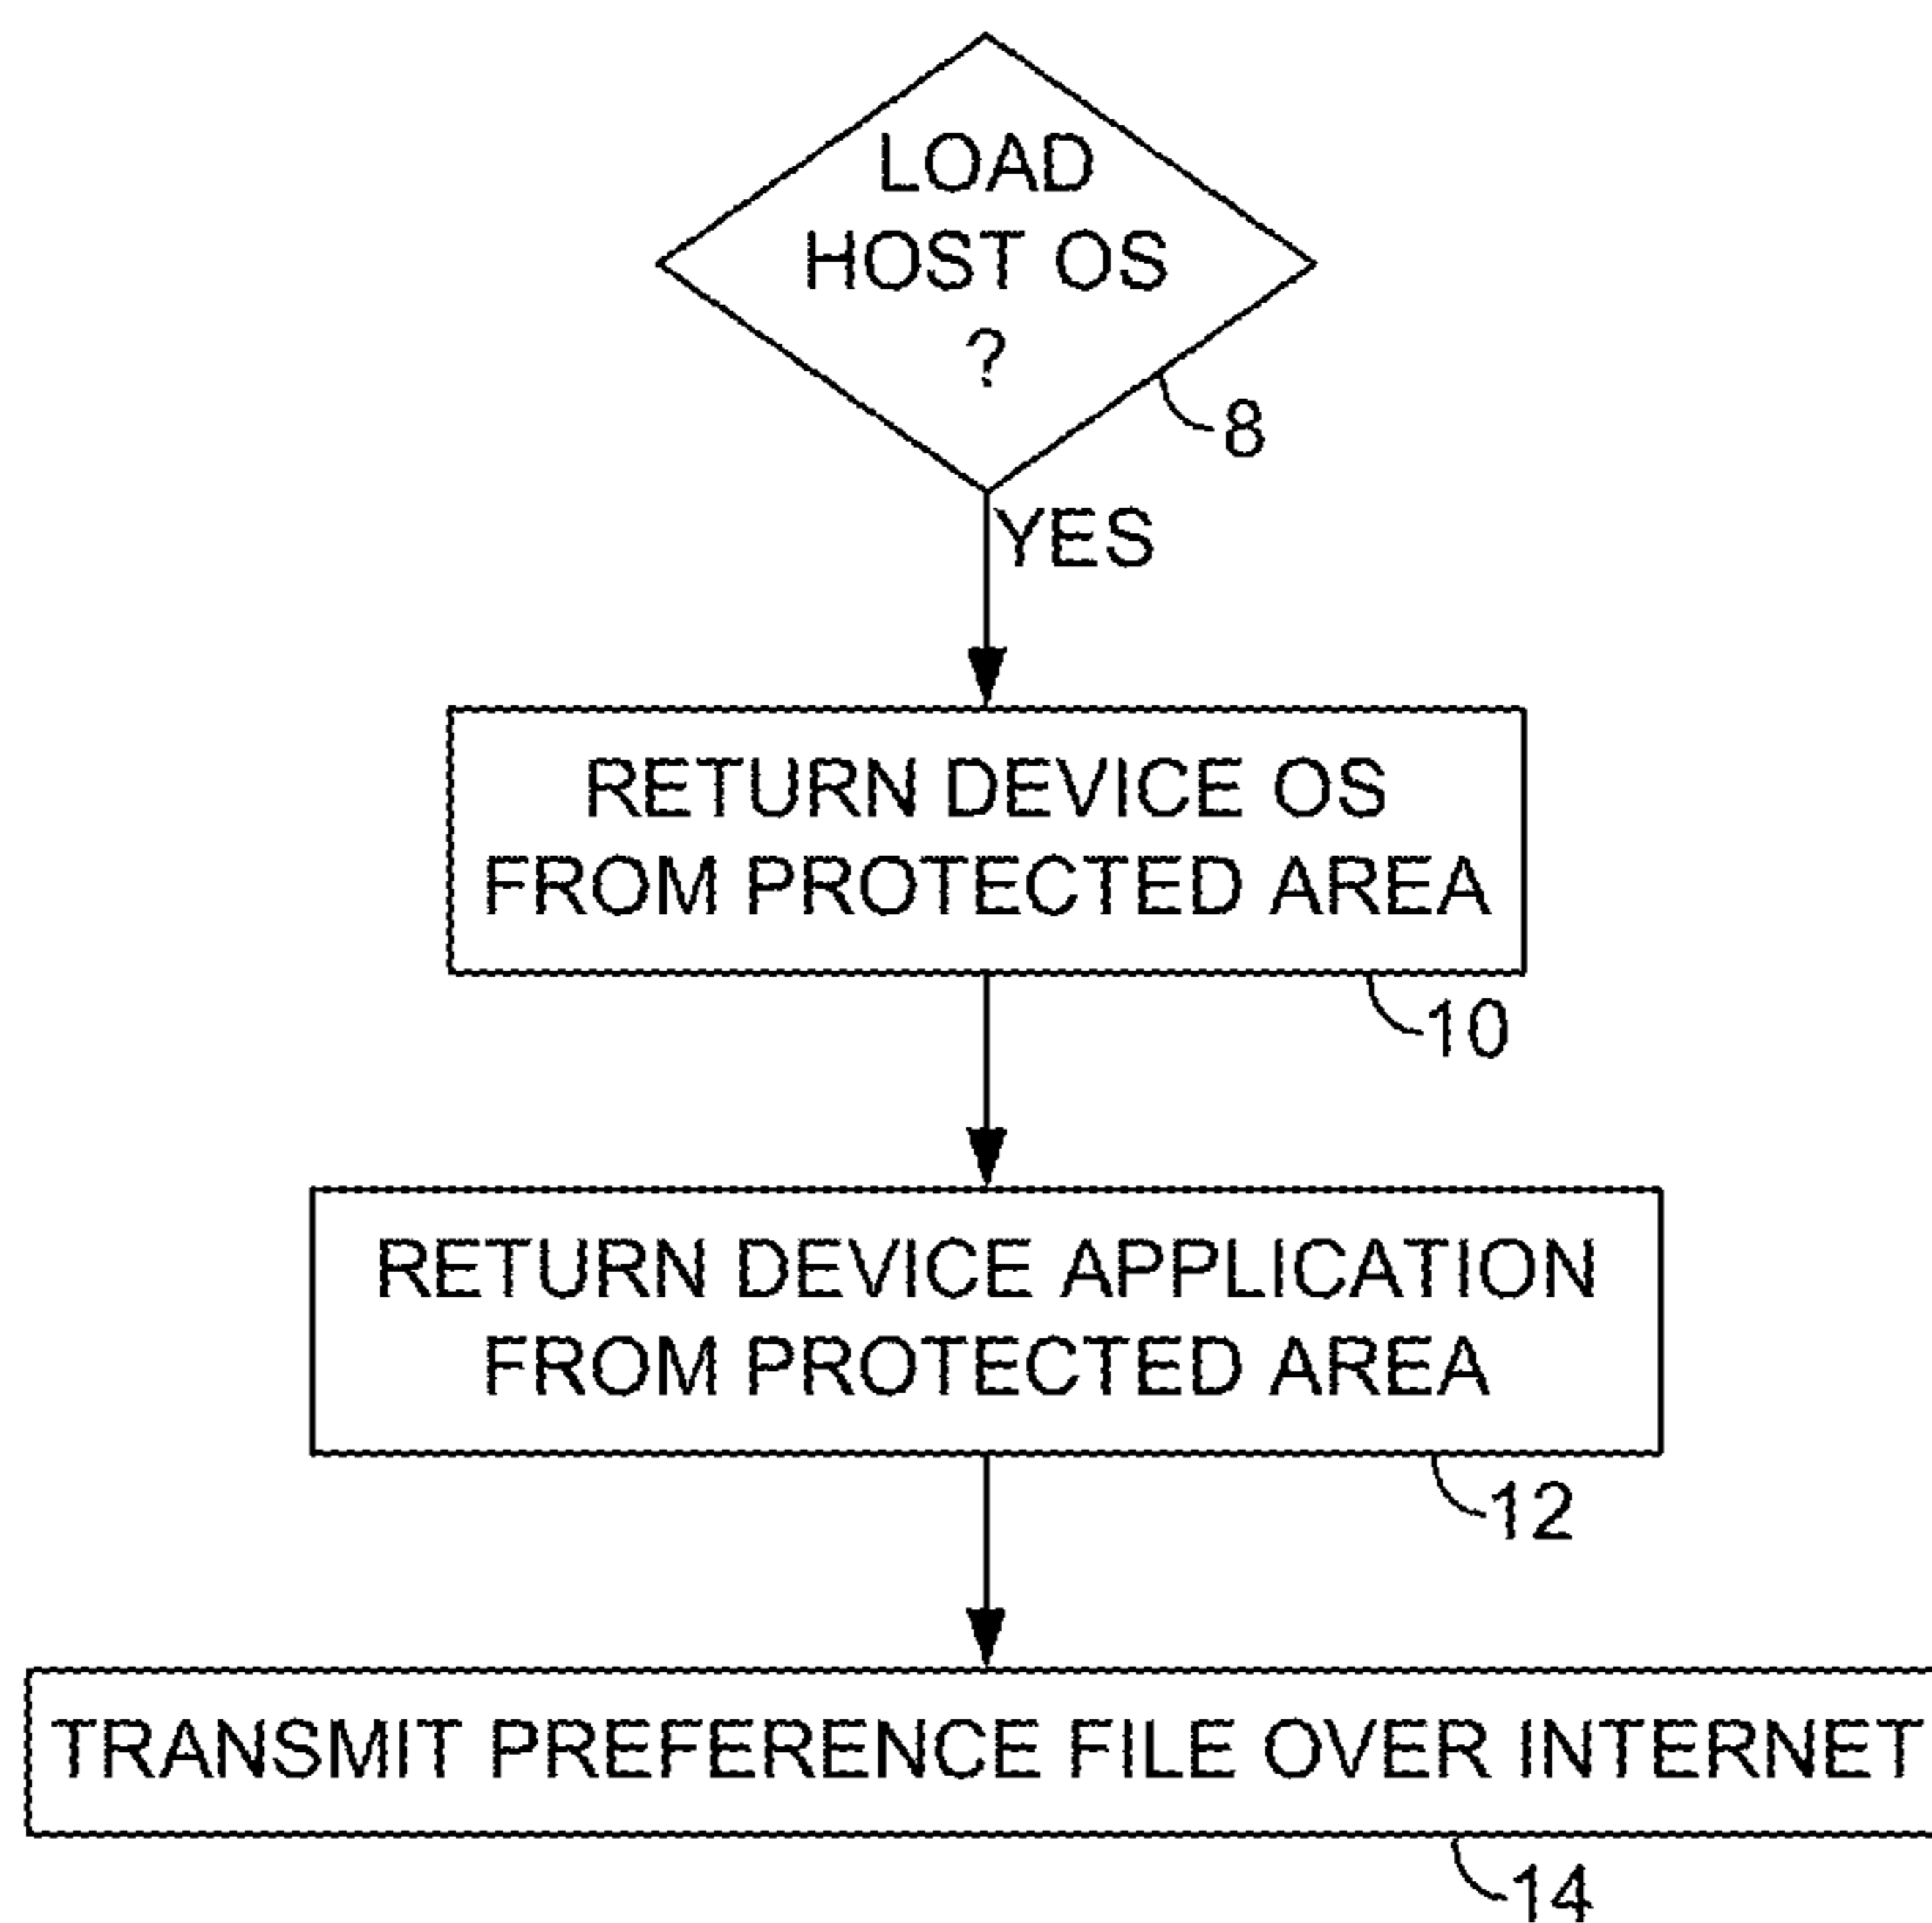 LOAD
HOST OS
?
8
YES
RETURN DEVICE OS
FROM PROTECTED AREA
10
RETURN DEVICE APPLICATION
FROM PROTECTED AREA
12
TRANSMIT PREFERENCE FILE OVER INTERNET
14